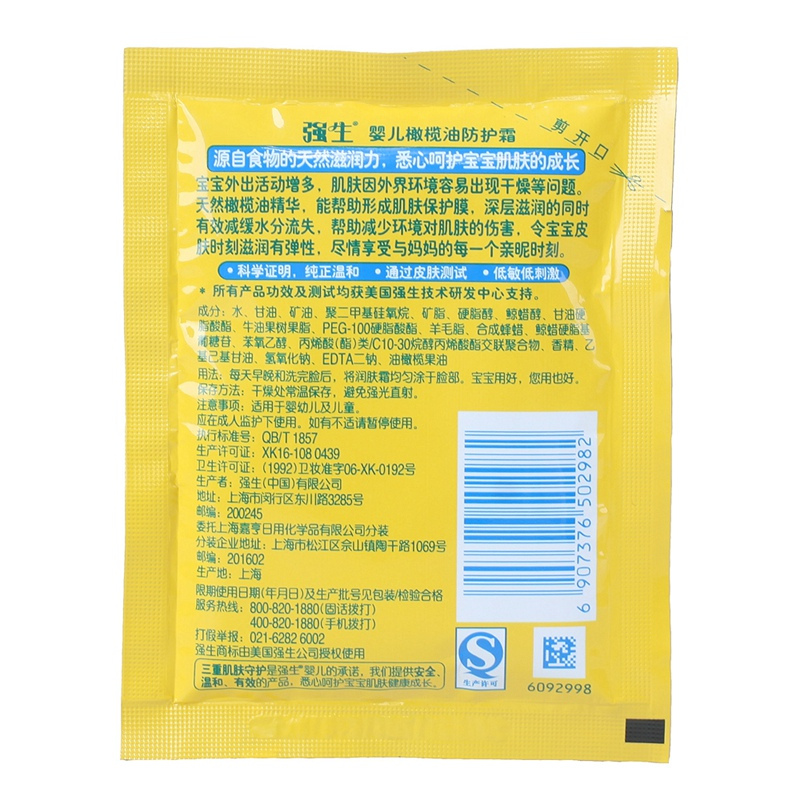 强生® 婴儿橄榄油防护霜
剪开口
源自食物的天然滋润力，悉心呵护宝宝肌肤的成长
宝宝外出活动增多，肌肤因外界环境容易出现干燥等问题。
天然橄榄油精华，能帮助形成肌肤保护膜，深层滋润的同时
有效减缓水分流失，帮助减少环境对肌肤的伤害，令宝宝皮
肤时刻滋润有弹性，尽情享受与妈妈的每一个亲昵时刻。
• 科学证明，纯正温和 • 通过皮肤测试 • 低敏低刺激
* 所有产品功效及测试均获美国强生技术研发中心支持。
成分：水、甘油、矿油、聚二甲基硅氧烷、矿脂、硬脂醇、鲸蜡醇、甘油硬
脂酸酯、牛油果树果脂、PEG-100硬脂酸酯、羊毛脂、合成蜂蜡、鲸蜡硬脂基
葡糖苷、苯氧乙醇、丙烯酸(酯)类/C10-30烷醇丙烯酸酯交联聚合物、香精、乙
基己基甘油、氢氧化钠、EDTA二钠、油橄榄果油
用法：每天早晚和洗完脸后，将润肤霜均匀涂于脸部。宝宝用好，您用也好。
保存方法：干燥处常温保存，避免强光直射。
注意事项：适用于婴幼儿及儿童。
应在成人监护下使用。如有不适请暂停使用。
执行标准号：QB/T 1857
生产许可证：XK16-108 0439
卫生许可证：(1992)卫妆准字06-XK-0192号
生产者：强生(中国)有限公司
地址：上海市闵行区东川路3285号
邮编：200245
委托上海嘉亨日用化学品有限公司分装
分装企业地址：上海市松江区佘山镇陶干路1069号
邮编：201602
生产地：上海
限期使用日期(年月日)及生产批号见包装/检验合格
服务热线：800-820-1880(固话拨打)
400-820-1880(手机拨打)
打假举报：021-6282 6002
强生商标由美国强生公司授权使用
三重肌肤守护是强生®婴儿的承诺，我们提供安全、
温和、有效的产品，悉心呵护宝宝肌肤健康成长。
6 907376 502982
生产许可
6092998